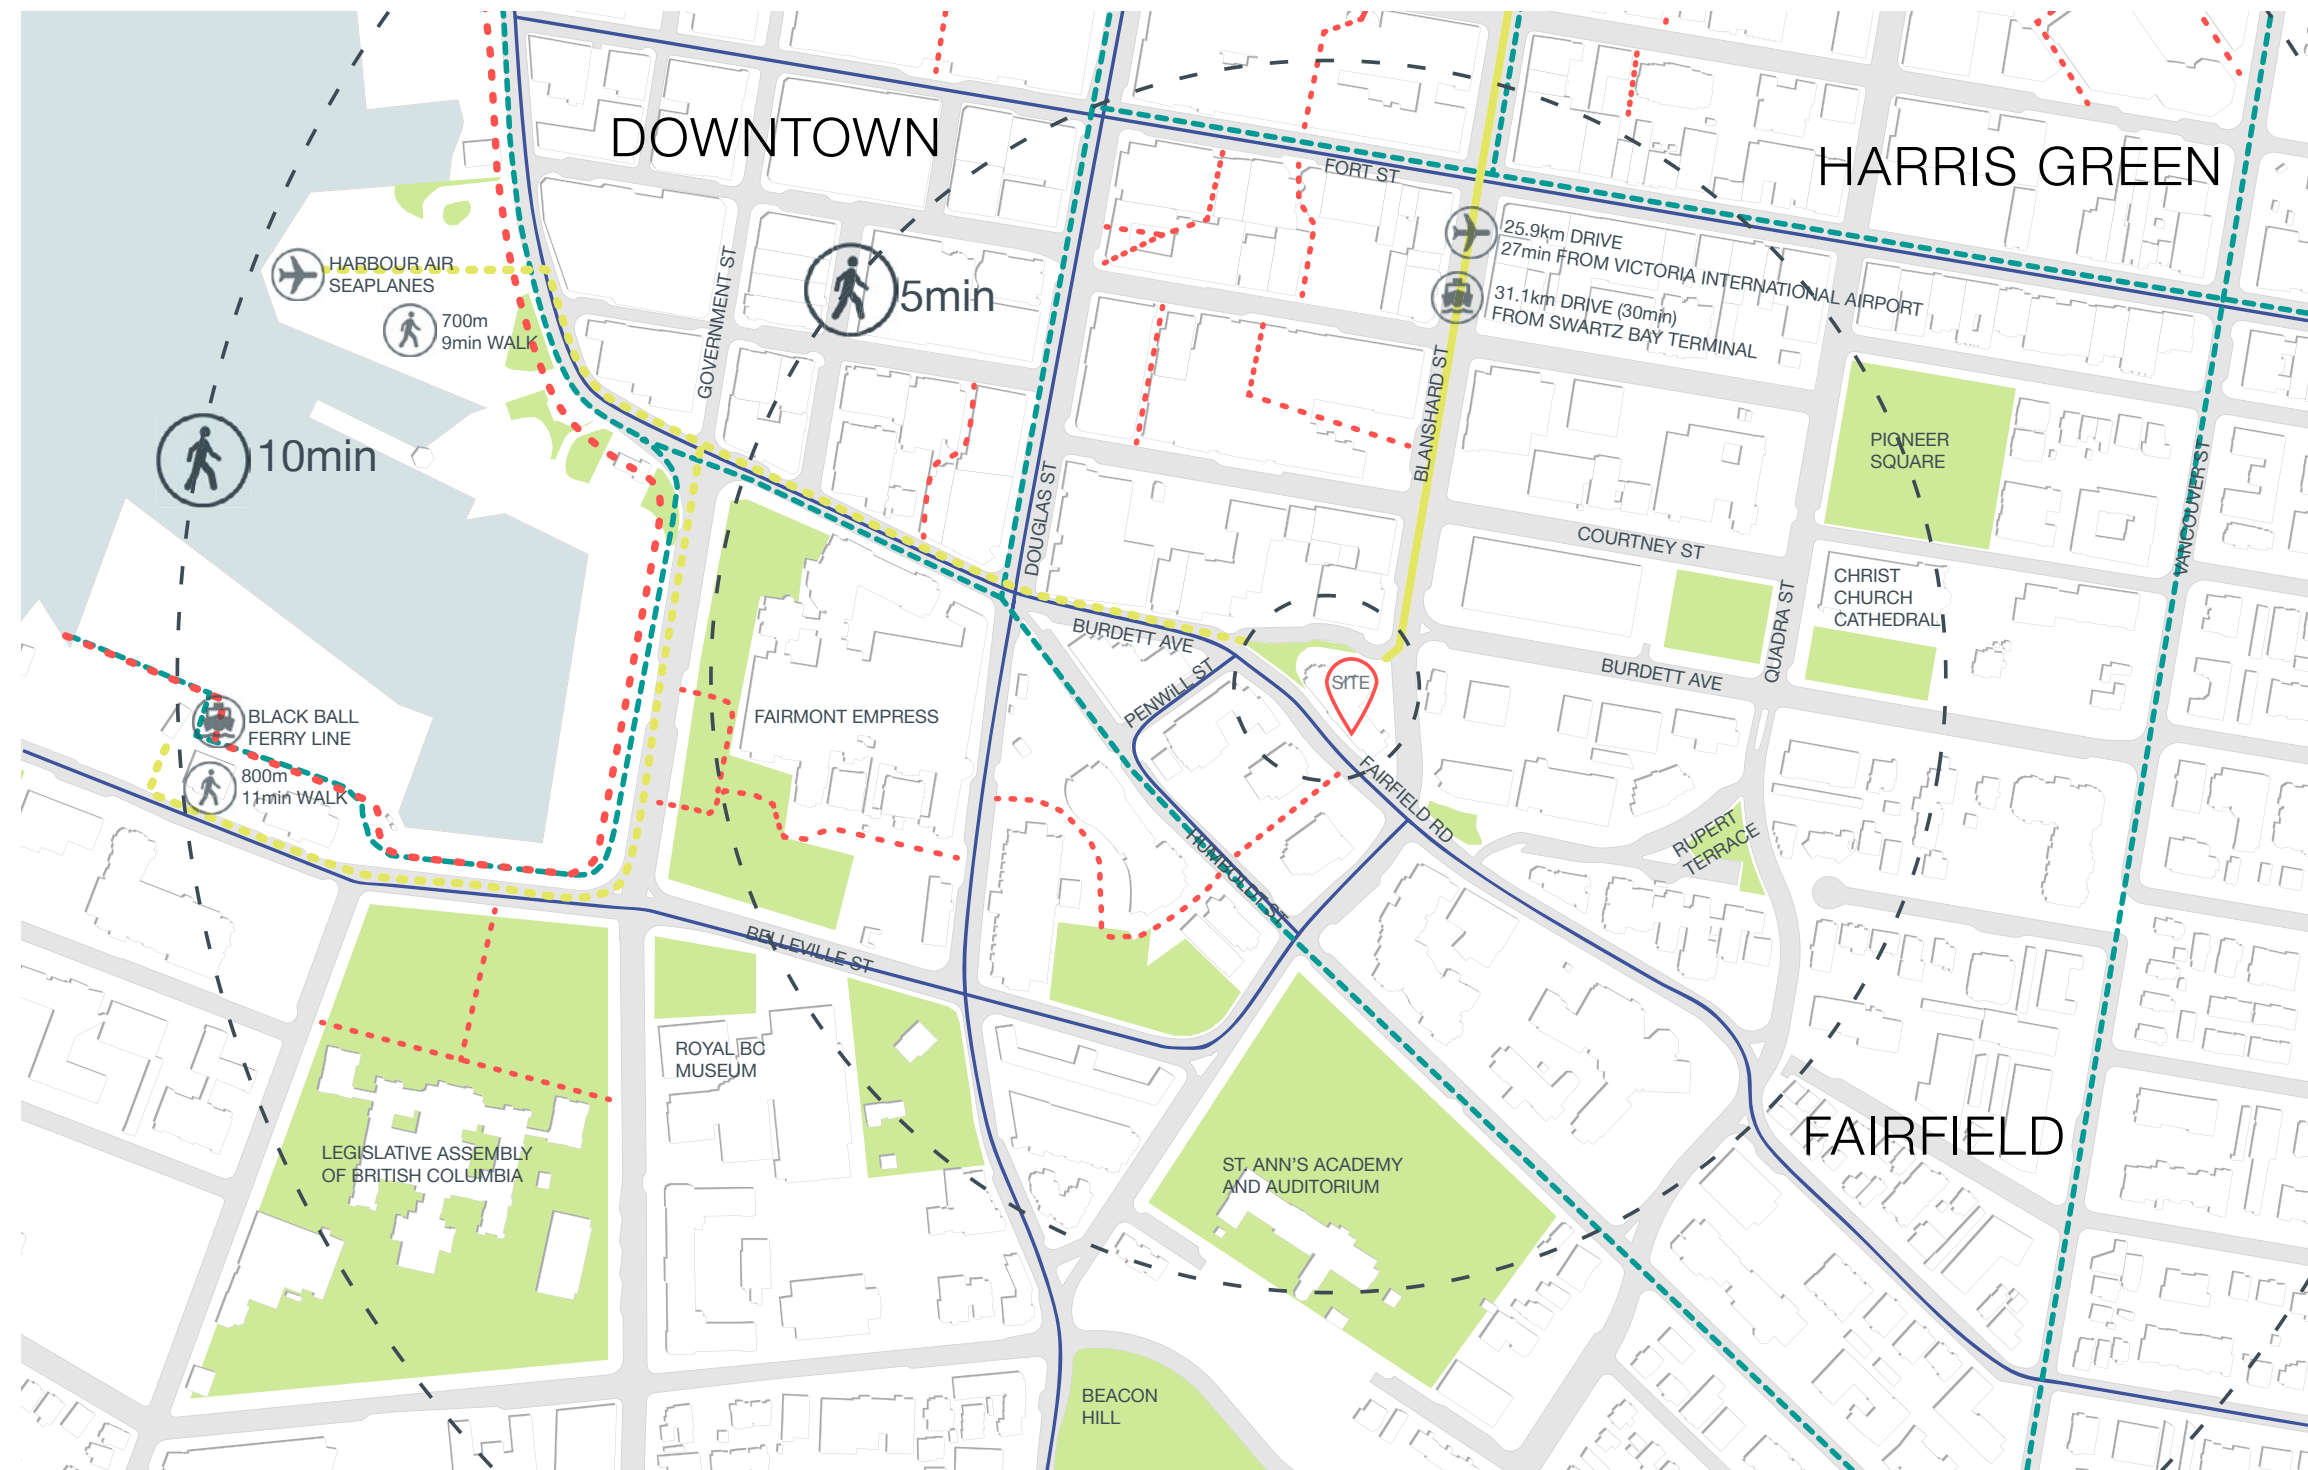 DOWNTOWN
HARRIS GREEN
FORT ST
25.9km DRIVE
27min FROM VICTORIA INTERNATIONAL AIRPORT
31.1km DRIVE (30min)
FROM SWARTZ BAY TERMINAL
HARBOUR AIR
SEAPLANES
700m
9min WALK
GOVERNMENT ST
5min
10min
BLANSHARD ST
PIONEER
SQUARE
VANCOUVER ST
DOUGLAS ST
COURTNEY ST
CHRIST
CHURCH
CATHEDRAL
QUADRA ST
BURDETT AVE
BURDETT AVE
PENWiLL ST
SITE
FAIRMONT EMPRESS
BLACK BALL
FERRY LINE
800m
11min WALK
FAIRFIELD RD
RUPERT
TERRACE
HUMBOLDT ST
BELLEVILLE ST
ROYAL BC
MUSEUM
LEGISLATIVE ASSEMBLY
OF BRITISH COLUMBIA
ST. ANN'S ACADEMY
AND AUDITORIUM
FAIRFIELD
BEACON
HILL